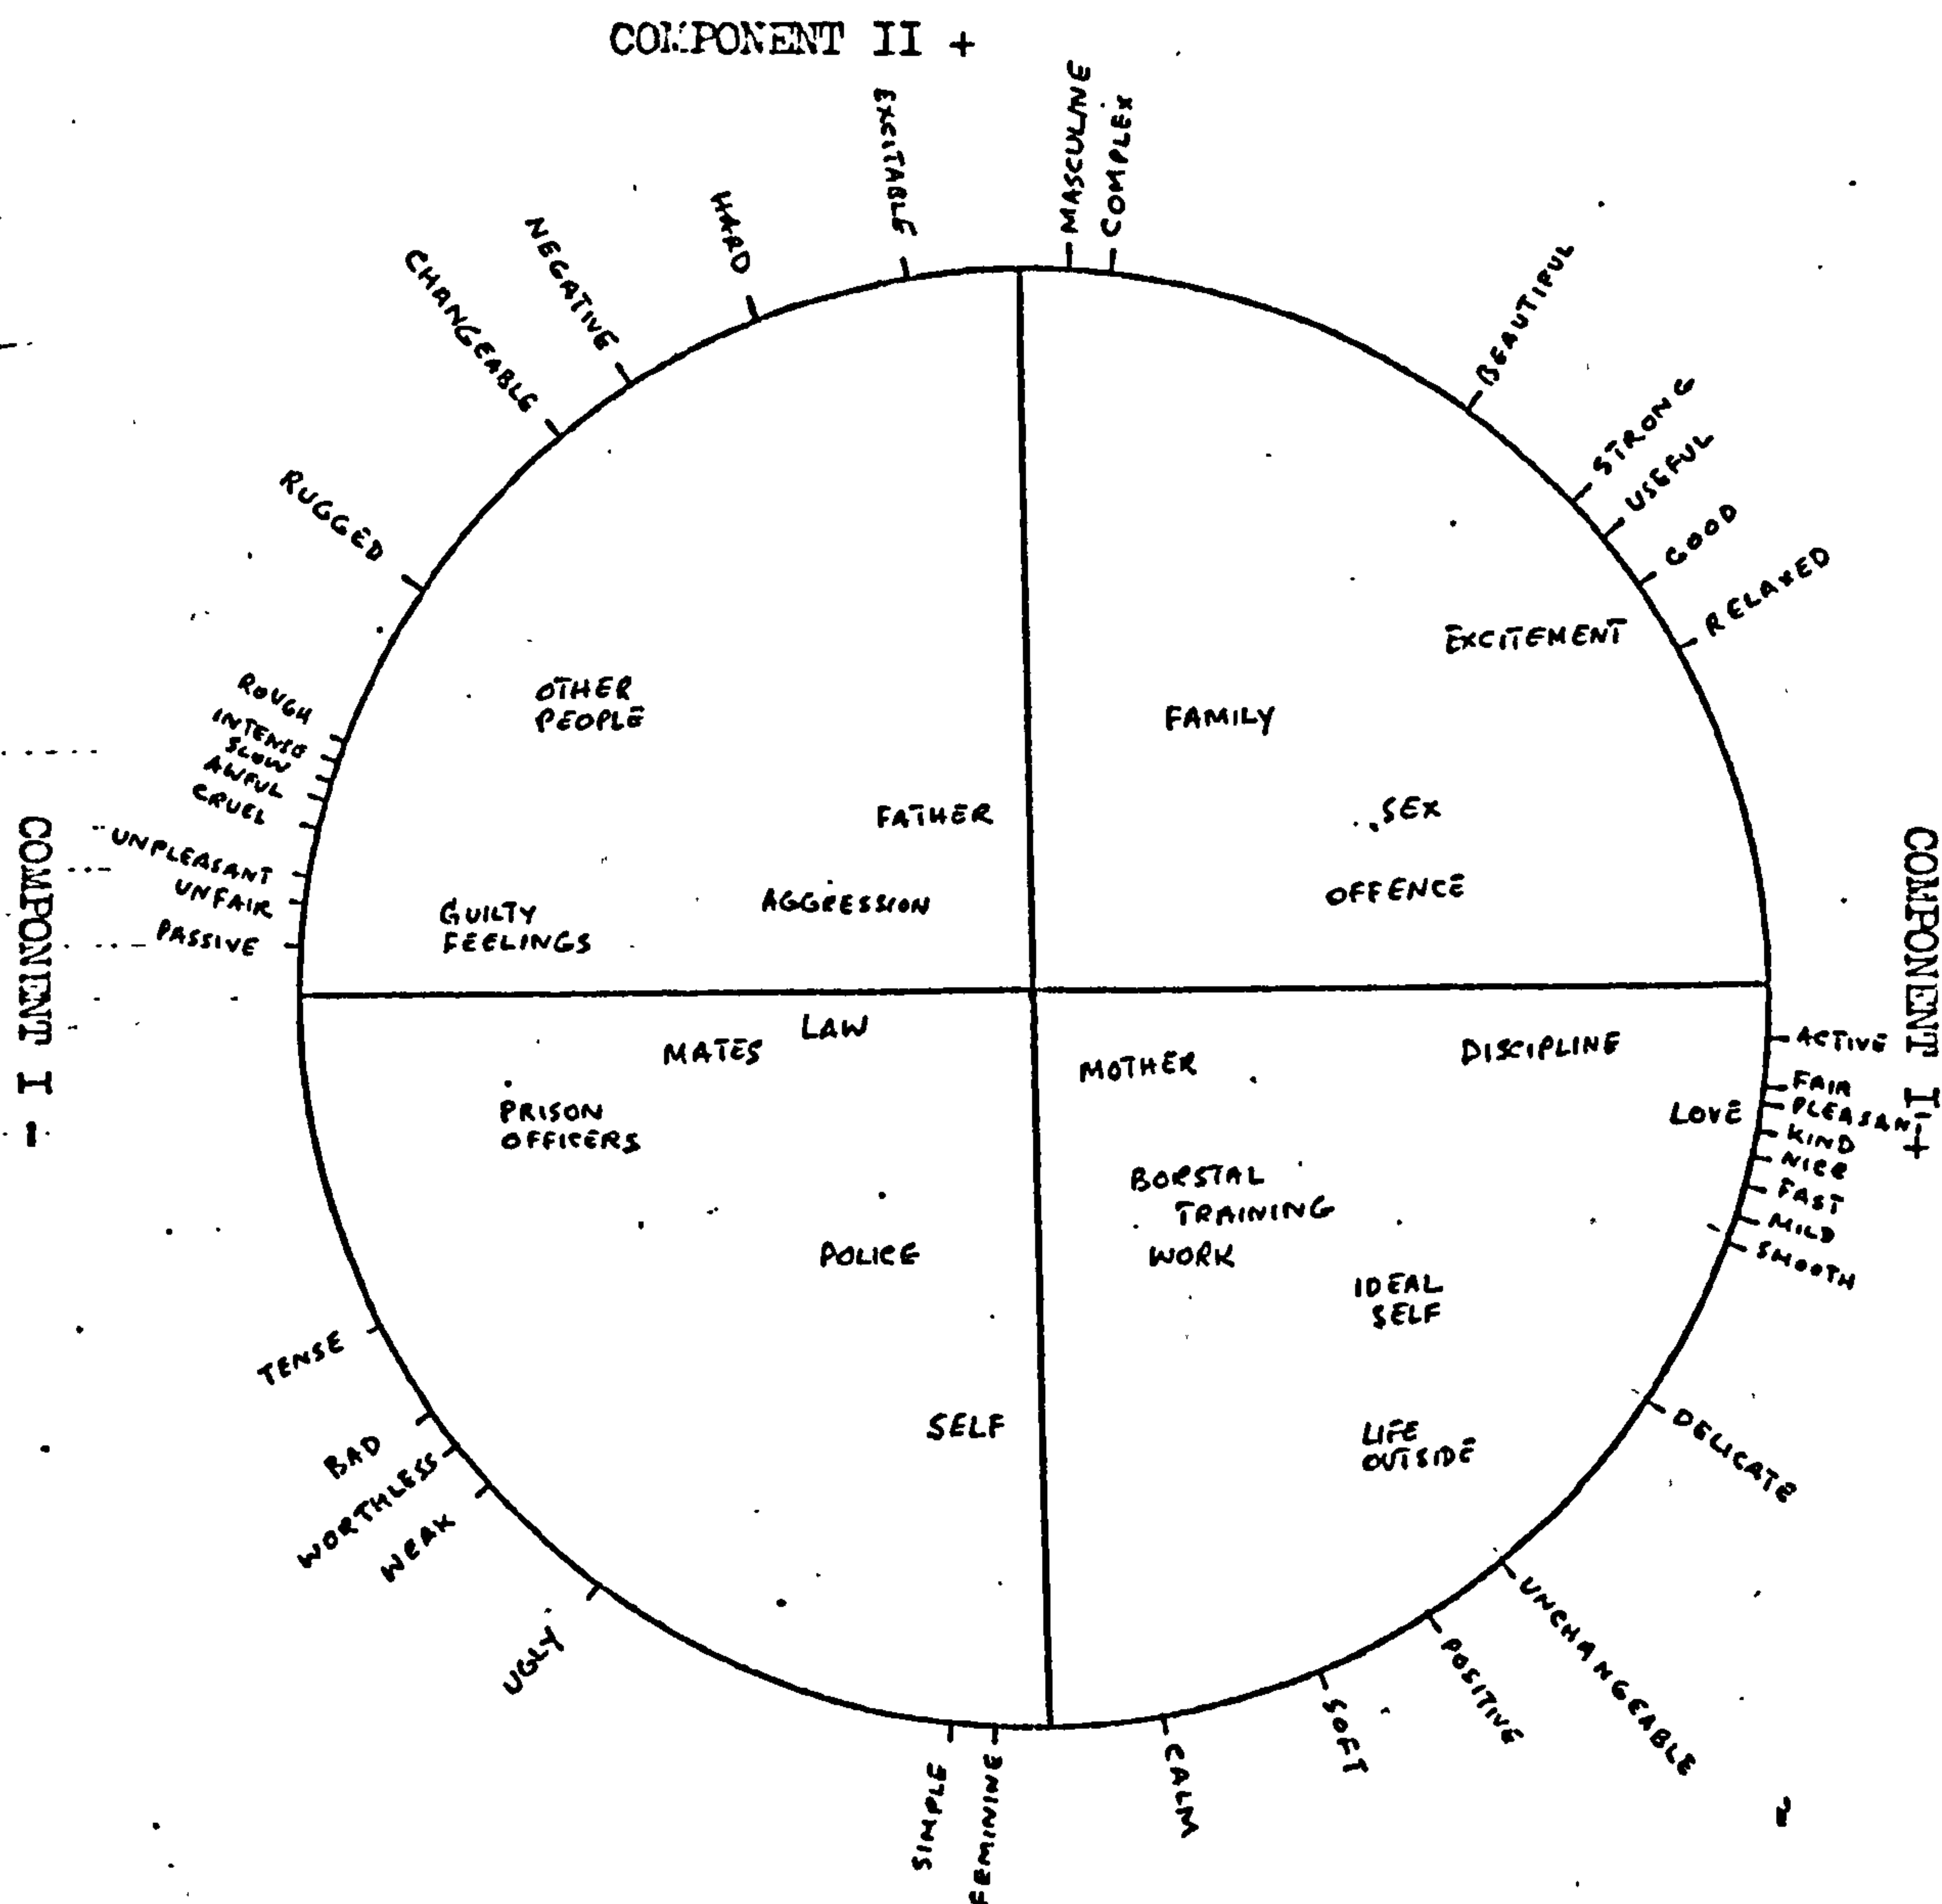 COMPONENT II +
EXCITABLE
MASCULINE
COMPLEX
HARD
NEGATIVE
CHANGEABLE
RUGGED
BEAUTIFUL
STRONG
USEFUL
GOOD
RELAXED
ROUGH
INTENSE
SLOW
AWFUL
CRUEL
UNPLEASANT
UNFAIR
PASSIVE
COMPONENT I -
OTHER
PEOPLE
FATHER
AGGRESSION
GUILTY
FEELINGS
EXCITEMENT
FAMILY
SEX
OFFENCE
LAW
MATES
PRISON
OFFICERS
POLICE
SELF
MOTHER
DISCIPLINE
LOVE
BORSTAL
TRAINING
WORK
IDEAL
SELF
LIFE
OUTSIDE
COMPONENT I +
ACTIVE
FAIR
PLEASAN
KIND
NICE
FAST
MILD
SMOOTH
DELICATE
UNCHANGEABLE
POSITIVE
SOFT
CALM
FEMININE
SIMPLE
UGLY
WEAK
WORTHLESS
BAD
TENSE